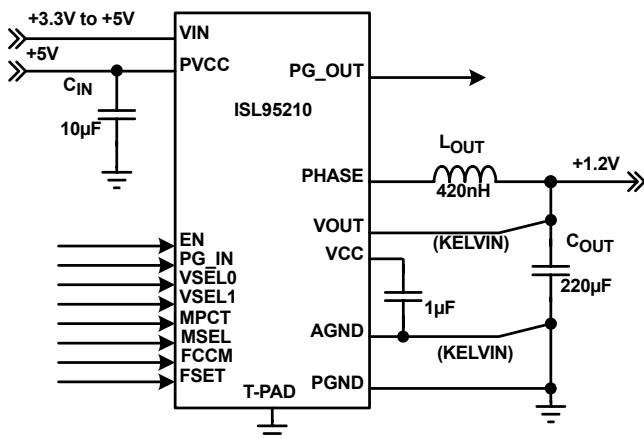 +3.3V to +5V
VIN
+5V
PVCC
PG_OUT
CIN
10µF
ISL95210
LOUT
+1.2V
PHASE
420nH
VOUT
(KELVIN)
VCC
COUT
EN
PG_IN
VSEL0
220µF
VSEL1
1µF
MPCT
MSEL
AGND
(KELVIN)
FCCM
FSET
PGND
T-PAD